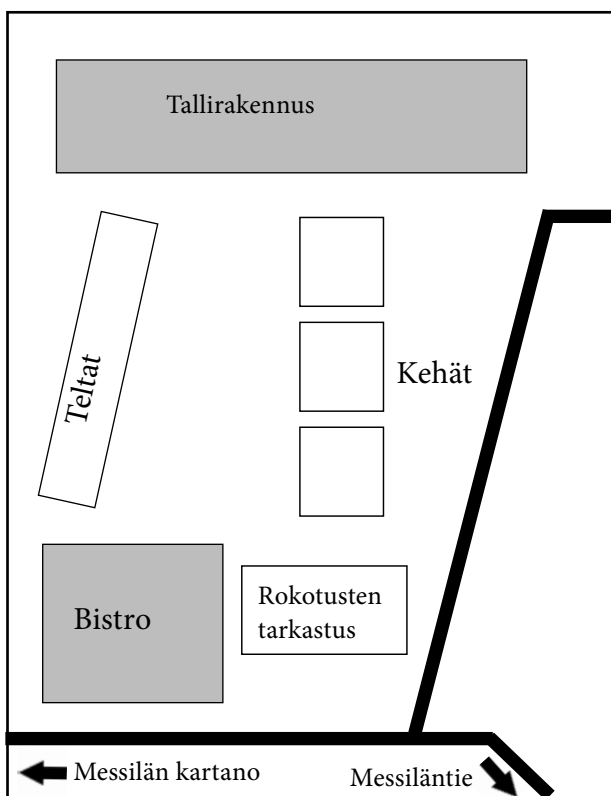 Tallirakennus
Teltat
Kehät
Bistro
Rokotusten
tarkastus
Messilän kartano
Messiläntie